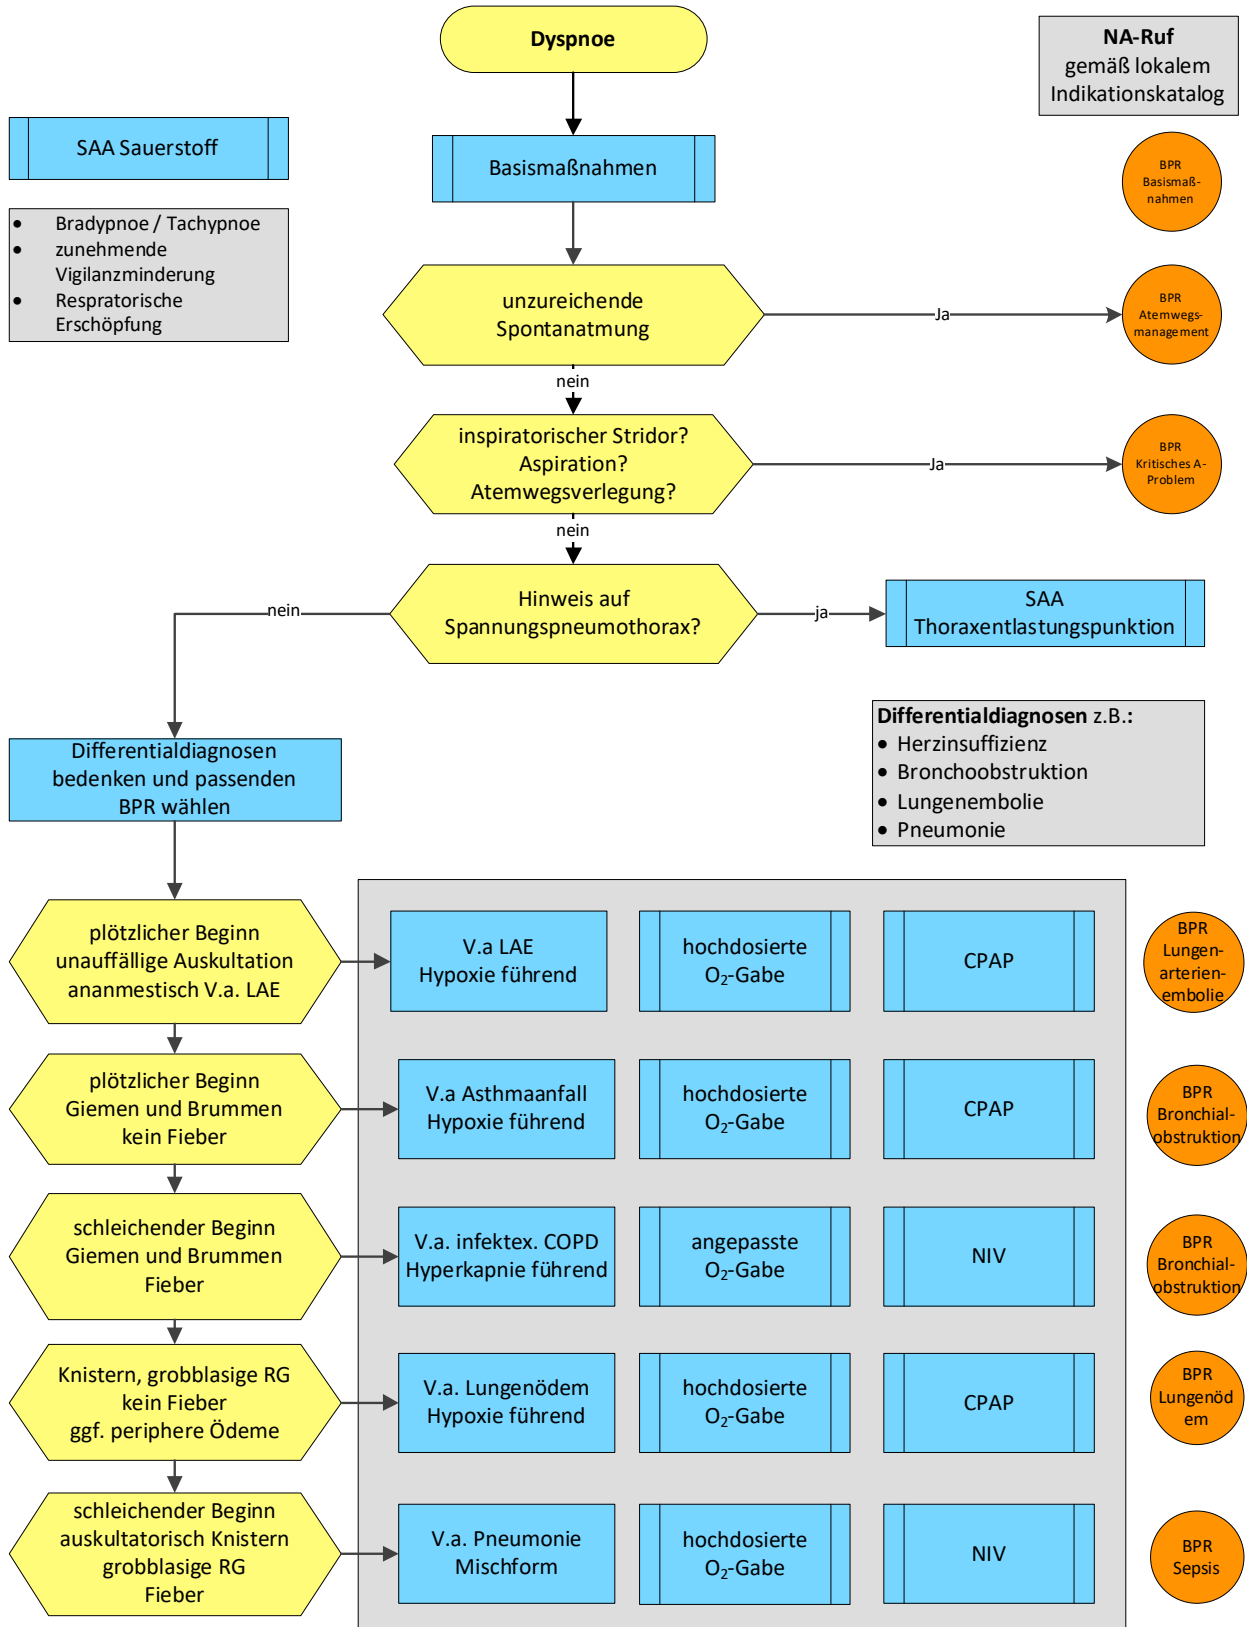 Dyspnoe
NA-Ruf
gemäß lokalem
Indikationskatalog
SAA Sauerstoff
Basismaßnahmen
BPR
Basismaß-
nahmen
• Bradypnoe / Tachypnoe
• zunehmende
Vigilanzminderung
• Respratorische
Erschöpfung
unzureichende
Spontanatmung
Ja
BPR
Atemwegs-
management
nein
inspiratorischer Stridor?
Aspiration?
Atemwegsverlegung?
Ja
BPR
Kritisches A-
Problem
nein
Hinweis auf
Spannungspneumothorax?
nein
ja
SAA
Thoraxentlastungspunktion
Differentialdiagnosen z.B.:
• Herzinsuffizienz
• Bronchoobstruktion
• Lungenembolie
• Pneumonie
Differentialdiagnosen
bedenken und passenden
BPR wählen
plötzlicher Beginn
unauffällige Auskultation
ananmestisch V.a. LAE
V.a LAE
Hypoxie führend
hochdosierte
O₂-Gabe
CPAP
BPR
Lungen-
arterien-
embolie
plötzlicher Beginn
Giemen und Brummen
kein Fieber
V.a Asthmaanfall
Hypoxie führend
hochdosierte
O₂-Gabe
CPAP
BPR
Bronchial-
obstruktion
schleichender Beginn
Giemen und Brummen
Fieber
V.a. infektex. COPD
Hyperkapnie führend
angepasste
O₂-Gabe
NIV
BPR
Bronchial-
obstruktion
Knistern, grobblasige RG
kein Fieber
ggf. periphere Ödeme
V.a. Lungenödem
Hypoxie führend
hochdosierte
O₂-Gabe
CPAP
BPR
Lungenöd
em
schleichender Beginn
auskultatorisch Knistern
grobblasige RG
Fieber
V.a. Pneumonie
Mischform
hochdosierte
O₂-Gabe
NIV
BPR
Sepsis